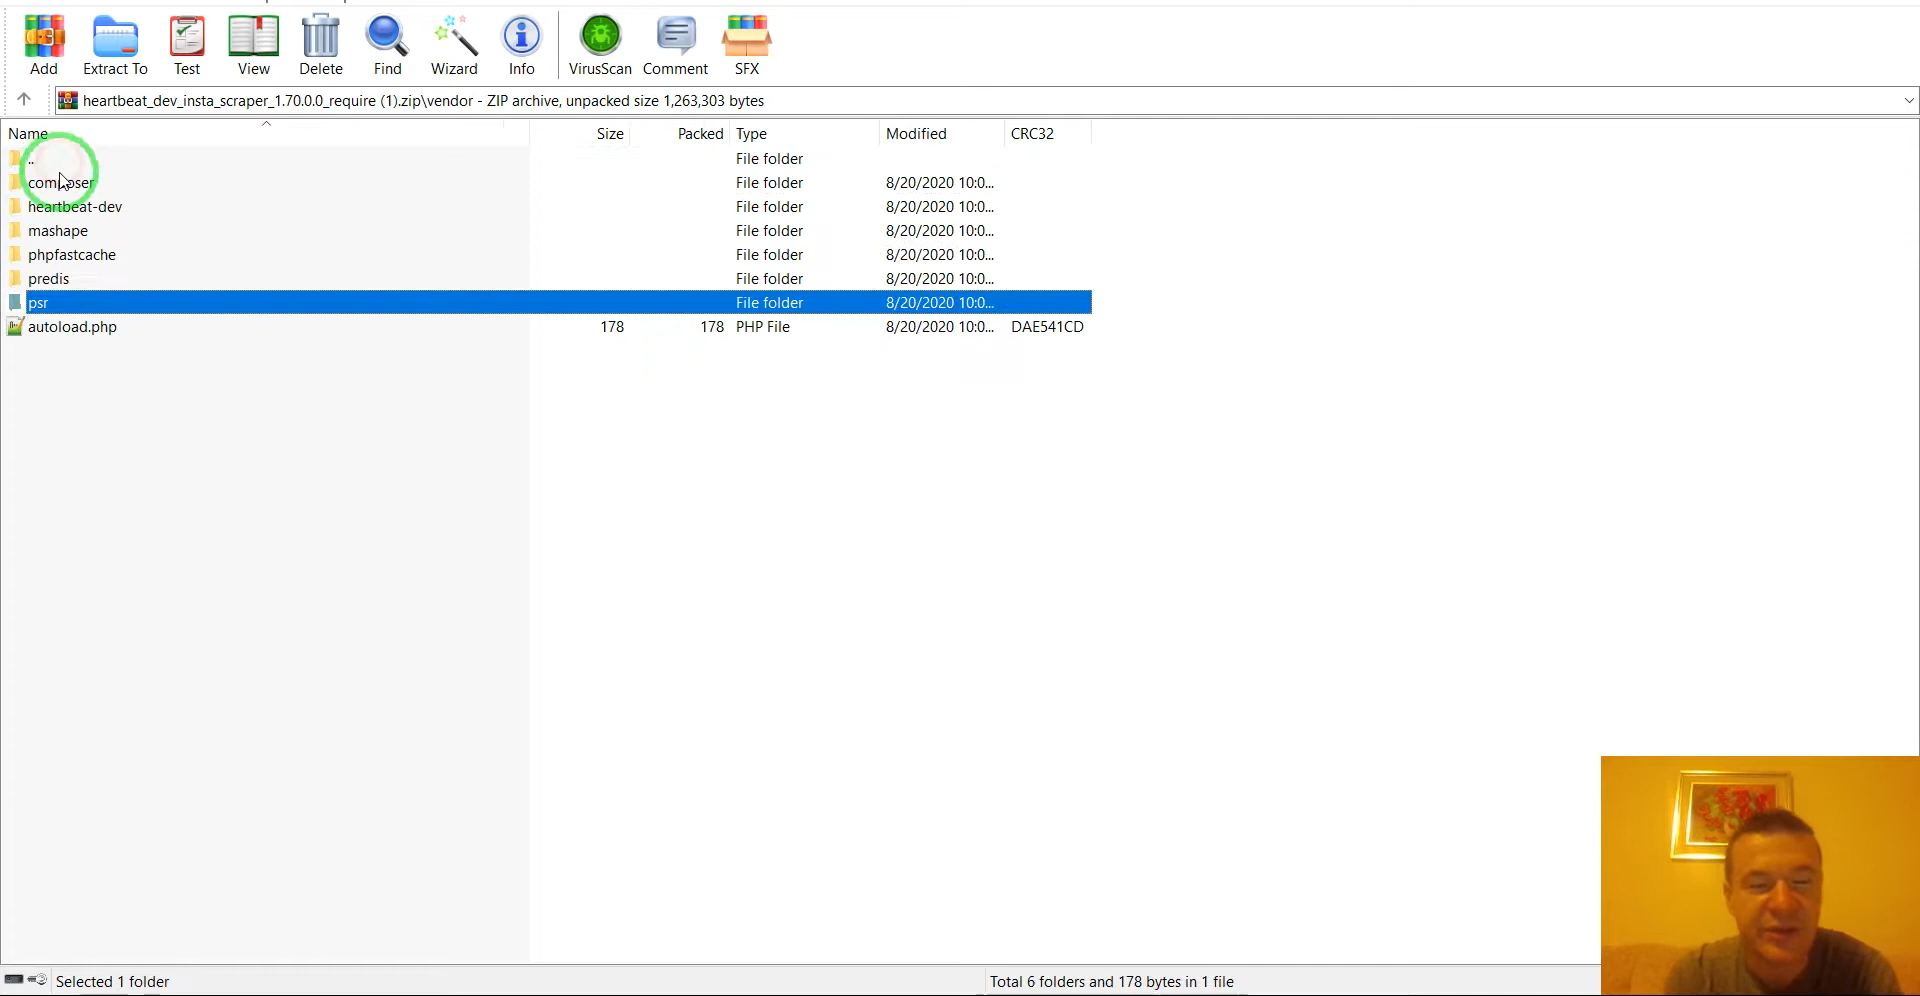 Add Extract To Test View Delete Find Wizard Info VirusScan Comment SFX
heartbeat_dev_insta_scraper_1.70.0.0_require (1).zip\vendor - ZIP archive, unpacked size 1,263,303 bytes
Name Size Packed Type Modified CRC32
.. File folder
composer File folder 8/20/2020 10:0...
heartbeat-dev File folder 8/20/2020 10:0...
mashape File folder 8/20/2020 10:0...
phpfastcache File folder 8/20/2020 10:0...
predis File folder 8/20/2020 10:0...
psr File folder 8/20/2020 10:0...
autoload.php 178 178 PHP File 8/20/2020 10:0... DAE541CD
Selected 1 folder Total 6 folders and 178 bytes in 1 file